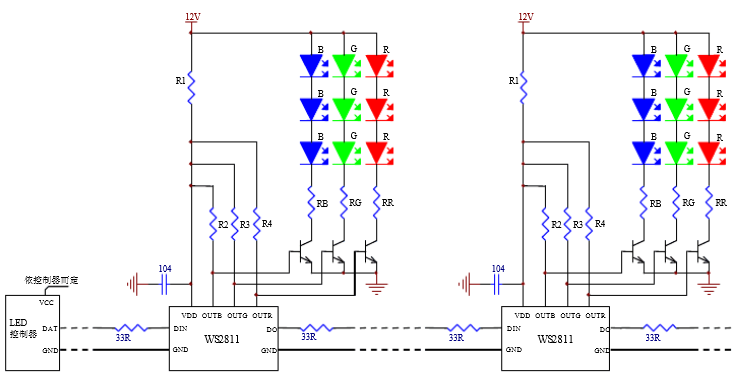 12V 12V
B G R B G R
R1 R1
B G R B G R
B G R B G R
RB RG RR RB RG RR
R2 R3 R4 R2 R3 R4
104 104
依控制器而定
VCC
VDD OUTB OUTG OUTR VDD OUTB OUTG OUTR
LED
控制器
DAT DIN DO DIN DO
33R WS2811 33R 33R WS2811 33R
GND GND GND GND GND